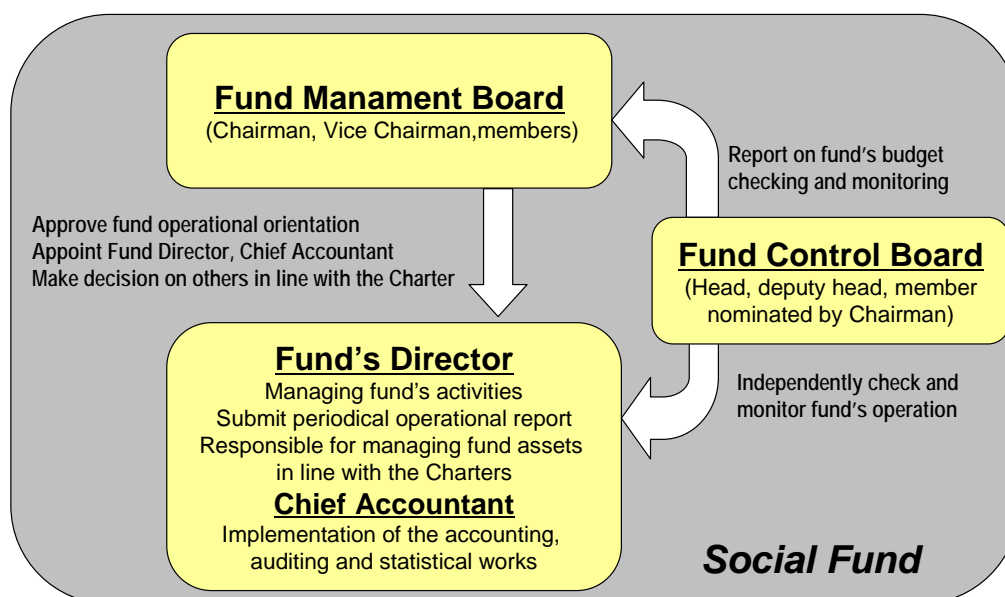 Fund Manament Board
(Chairman, Vice Chairman,members)
Report on fund's budget
checking and monitoring
Approve fund operational orientation
Appoint Fund Director, Chief Accountant
Make decision on others in line with the Charter
Fund Control Board
(Head, deputy head, member
nominated by Chairman)
Fund's Director
Managing fund's activities
Submit periodical operational report
Responsible for managing fund assets
in line with the Charters
Chief Accountant
Implementation of the accounting,
auditing and statistical works
Independently check and
monitor fund's operation
Social Fund